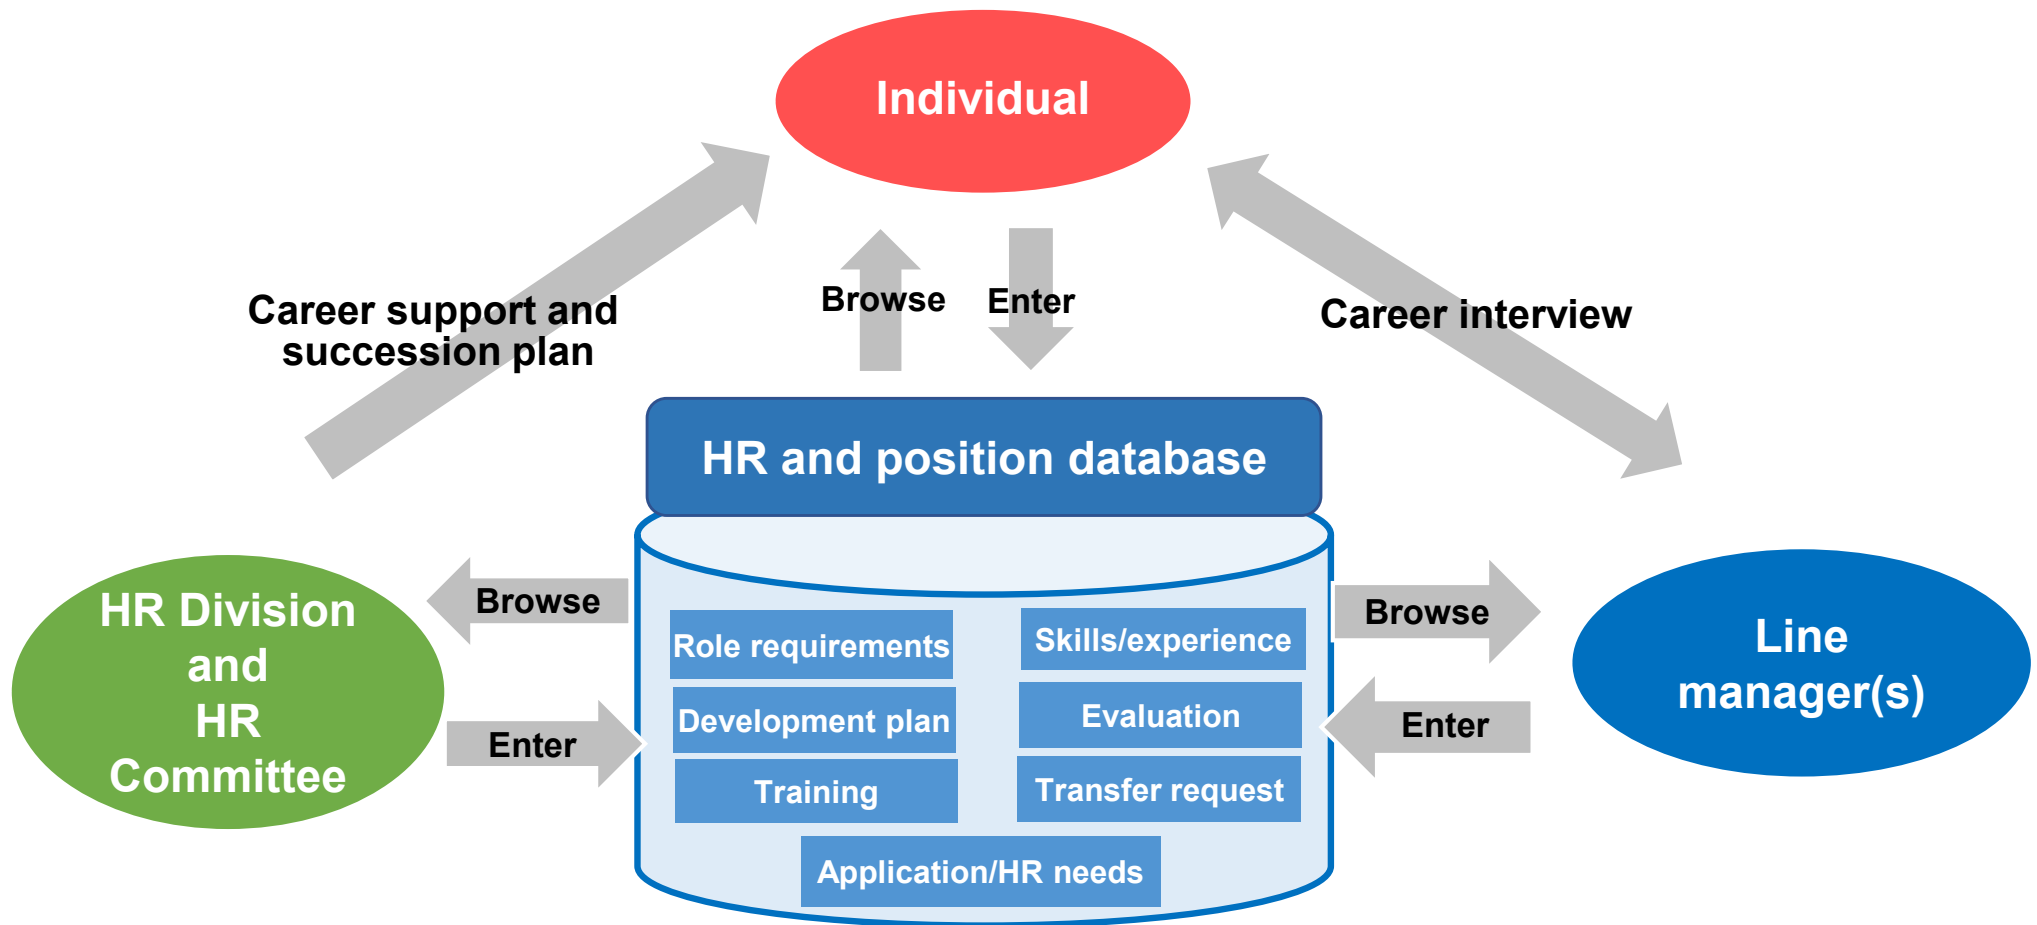 Individual
Career support and
succession plan
Browse
Enter
Career interview
HR and position database
HR Division
and
HR
Committee
Browse
Enter
Role requirements
Skills/experience
Development plan
Evaluation
Training
Transfer request
Application/HR needs
Browse
Enter
Line
manager(s)